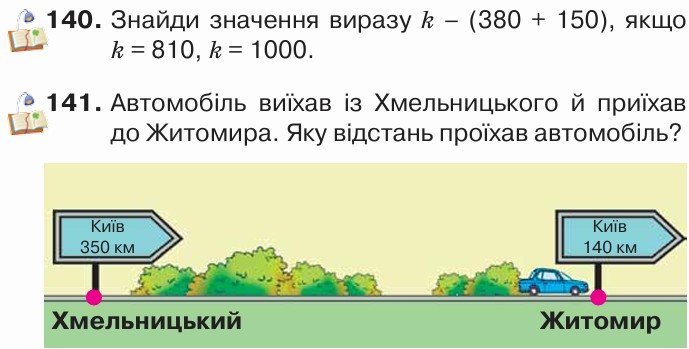 140. Знайди значення виразу k − (380 + 150), якщо
k = 810, k = 1000.
141. Автомобіль виїхав із Хмельницького й приїхав
до Житомира. Яку відстань проїхав автомобіль?
Київ
350 км
Київ
140 км
Хмельницький
Житомир